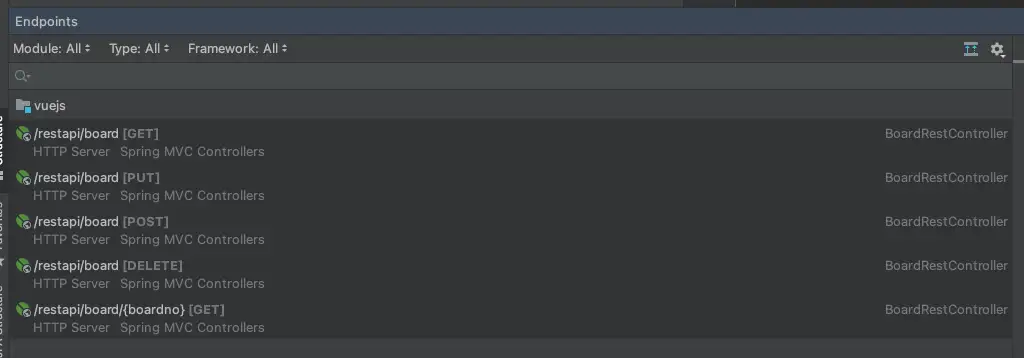 Endpoints
Module: All Type: All Framework: All
vuejs
/restapi/board [GET] BoardRestController
HTTP Server Spring MVC Controllers
/restapi/board [PUT] BoardRestController
HTTP Server Spring MVC Controllers
/restapi/board [POST] BoardRestController
HTTP Server Spring MVC Controllers
/restapi/board [DELETE] BoardRestController
HTTP Server Spring MVC Controllers
/restapi/board/{boardno} [GET] BoardRestController
HTTP Server Spring MVC Controllers